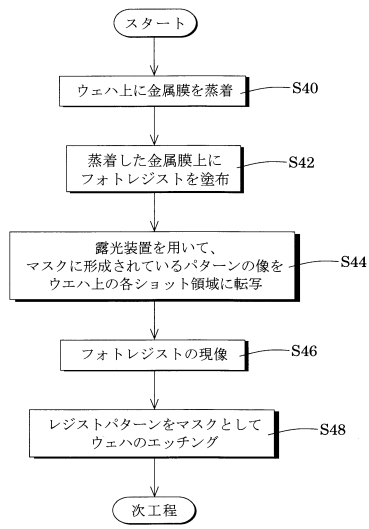 スタート
ウェハ上に金属膜を蒸着
S40
蒸着した金属膜上に
フォトレジストを塗布
S42
露光装置を用いて、
マスクに形成されているパターンの像を
ウエハ上の各ショット領域に転写
S44
フォトレジストの現像
S46
レジストパターンをマスクとして
ウェハのエッチング
S48
次工程